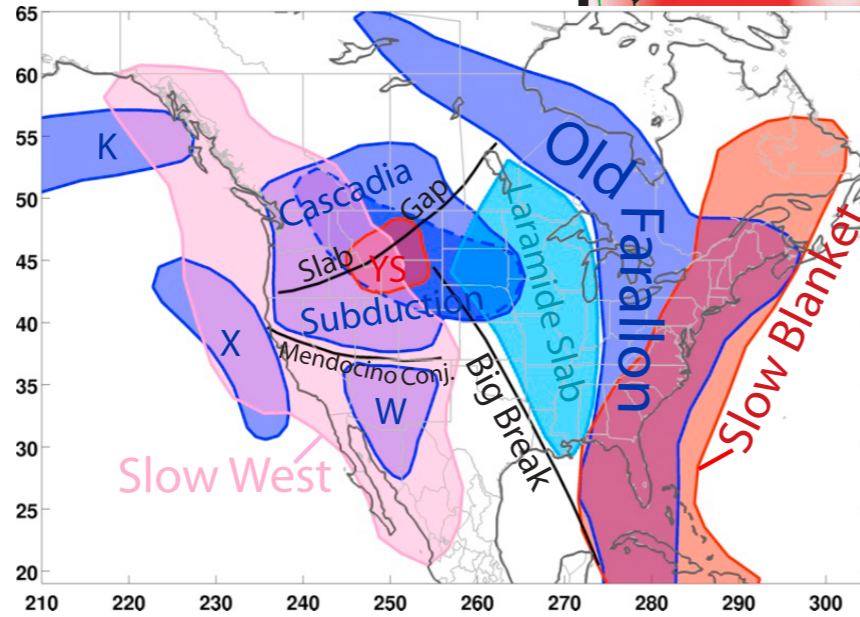 65
60
55
50
45
40
35
30
25
20
210
220
230
240
250
260
270
280
290
300
K
Cascadia
Slab Gap
YS
Subduction
X
Mendocino Conj.
W
Slow West
Big Break
Laramide Slab
Old Farallon
Slow Blanket